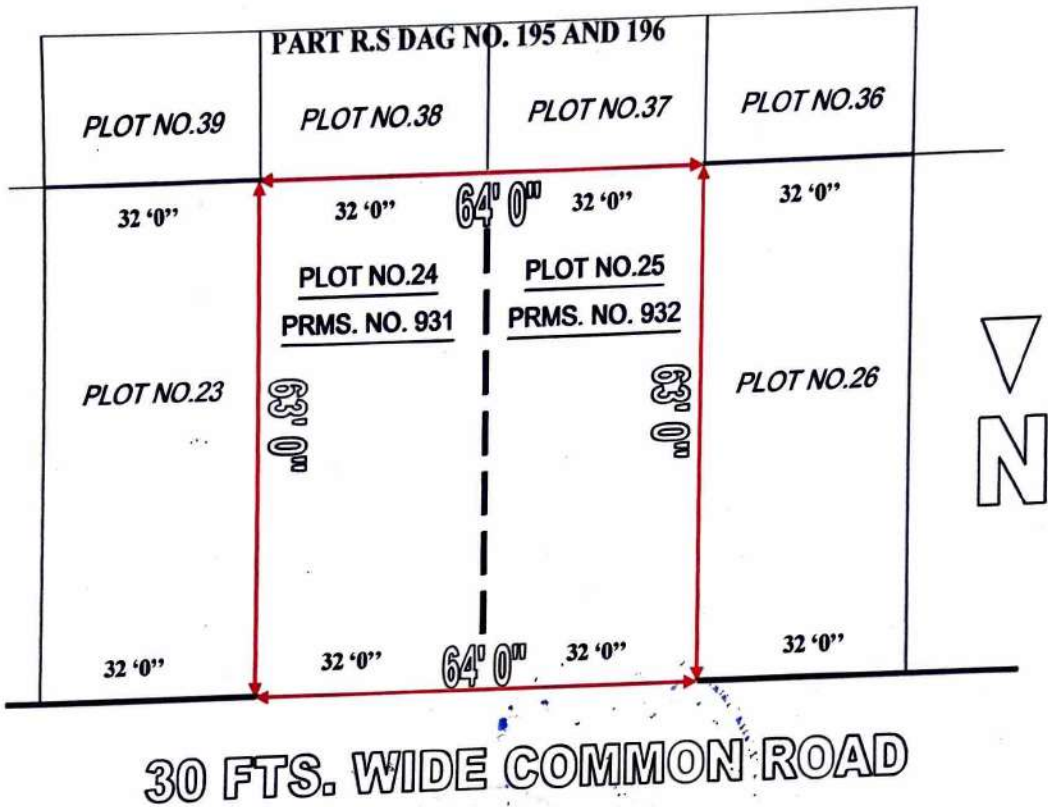 PART R.S DAG NO. 195 AND 196
PLOT NO.39
PLOT NO.38
PLOT NO.37
PLOT NO.36
32 '0"
32 '0"
64' 0"
32 '0"
32 '0"
PLOT NO.24
PRMS. NO. 931
PLOT NO.25
PRMS. NO. 932
PLOT NO.23
63' 0"
63' 0"
PLOT NO.26
N
32 '0"
32 '0"
64' 0"
32 '0"
32 '0"
30 FTS. WIDE COMMON ROAD